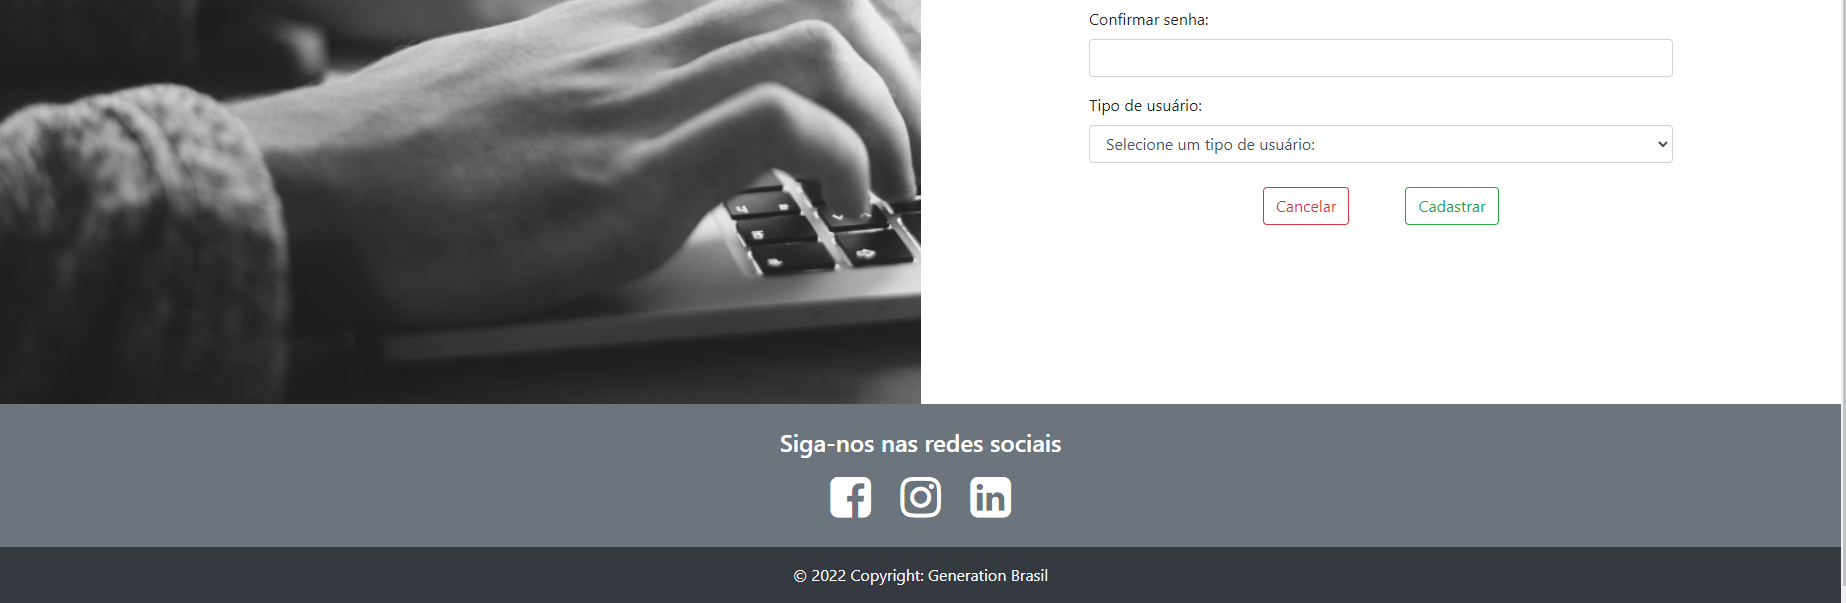 Confirmar senha:
Tipo de usuário:
Selecione um tipo de usuário:
Cancelar
Cadastrar
Siga-nos nas redes sociais
© 2022 Copyright: Generation Brasil